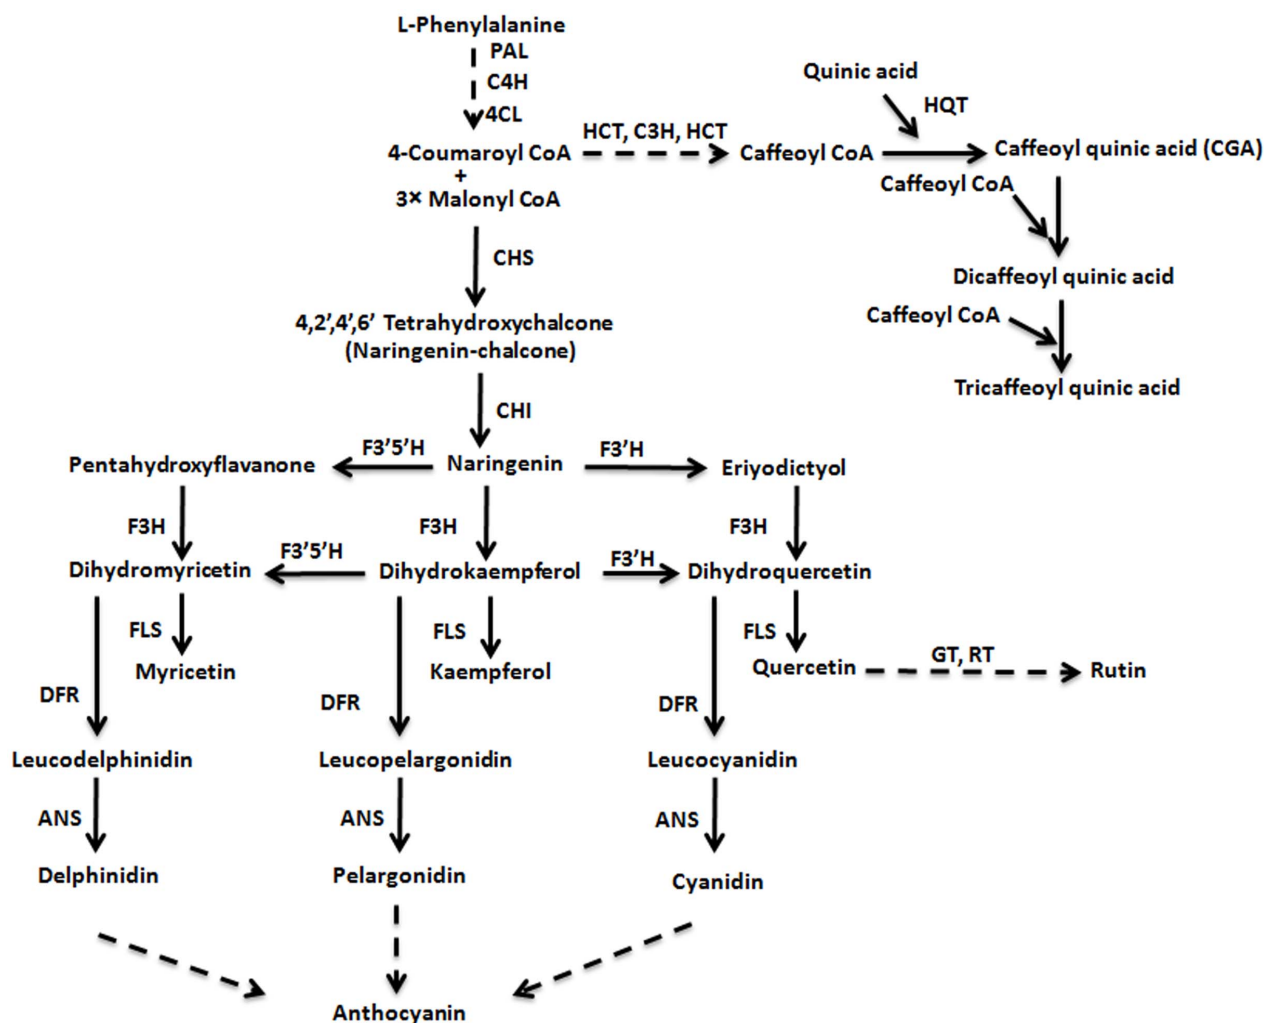 L-Phenylalanine
PAL
C4H
4CL
Quinic acid
HQT
4-Coumaroyl CoA
HCT, C3H, HCT
Caffeoyl CoA
Caffeoyl quinic acid (CGA)
+
3× Malonyl CoA
Caffeoyl CoA
CHS
Dicaffeoyl quinic acid
Caffeoyl CoA
4,2’,4’,6’ Tetrahydroxychalcone
(Naringenin-chalcone)
Tricaffeoyl quinic acid
CHI
Pentahydroxyflavanone
F3’5’H
Naringenin
F3’H
Eriyodictyol
F3H
F3H
F3H
Dihydromyricetin
F3’5’H
Dihydrokaempferol
F3’H
Dihydroquercetin
FLS
FLS
FLS
Myricetin
Kaempferol
Quercetin
GT, RT
Rutin
DFR
DFR
DFR
Leucodelphinidin
Leucopelargonidin
Leucocyanidin
ANS
ANS
ANS
Delphinidin
Pelargonidin
Cyanidin
Anthocyanin